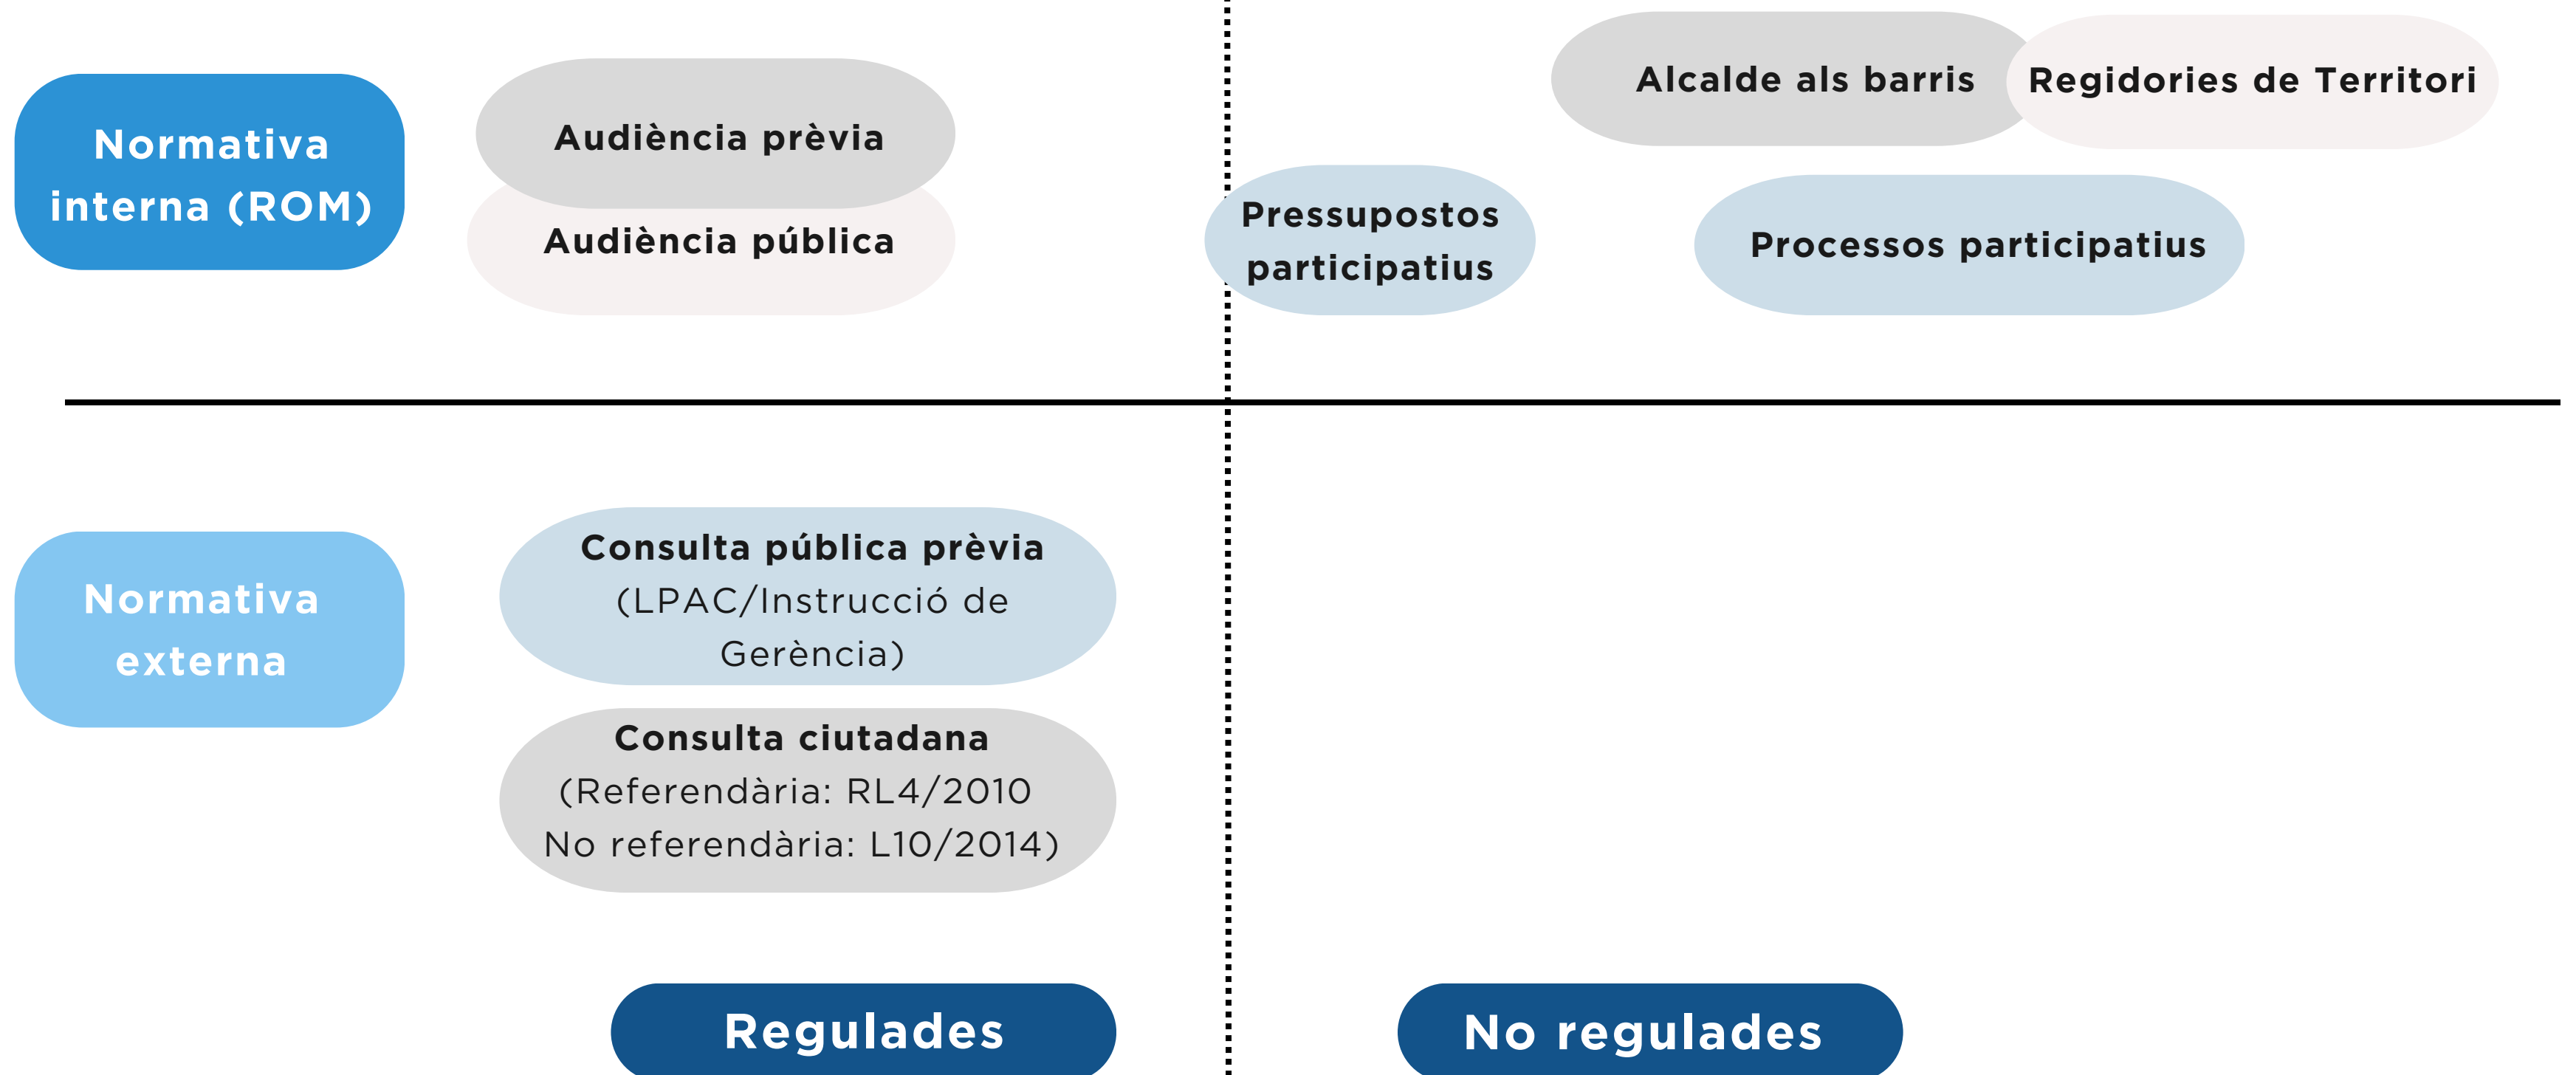 Normativa
interna (ROM)
Audiència prèvia
Audiència pública
Alcalde als barris
Regidories de Territori
Pressupostos
participatius
Processos participatius
Normativa
externa
Consulta pública prèvia
(LPAC/Instrucció de
Gerència)
Consulta ciutadana
(Referendària: RL4/2010
No referendària: L10/2014)
Regulades
No regulades